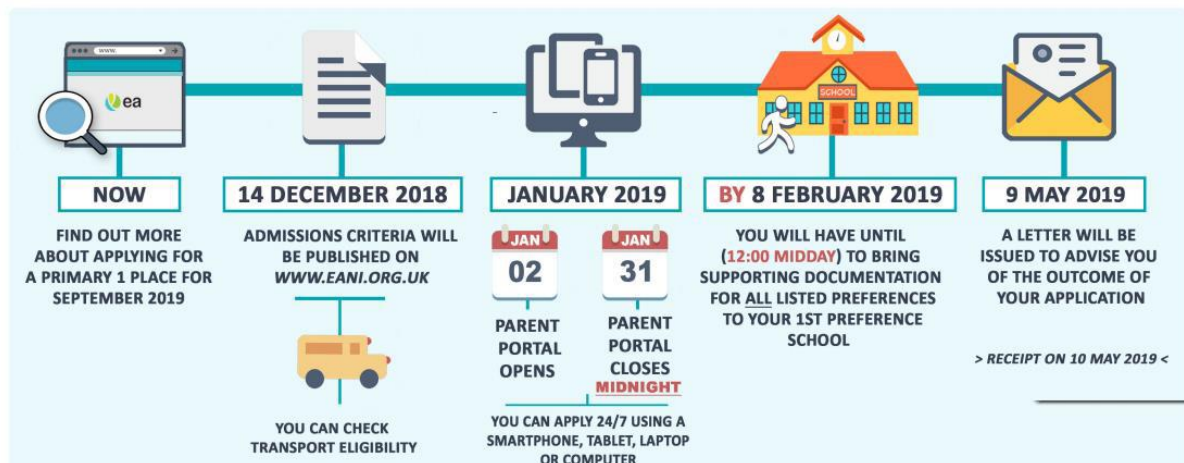 www.
ea
SCHOOL
NOW
FIND OUT MORE
ABOUT APPLYING FOR
A PRIMARY 1 PLACE FOR
SEPTEMBER 2019
14 DECEMBER 2018
ADMISSIONS CRITERIA WILL
BE PUBLISHED ON
WWW.EANI.ORG.UK
YOU CAN CHECK
TRANSPORT ELIGIBILITY
JANUARY 2019
JAN
02
PARENT
PORTAL
OPENS
JAN
31
PARENT
PORTAL
CLOSES
MIDNIGHT
YOU CAN APPLY 24/7 USING A
SMARTPHONE, TABLET, LAPTOP
OR COMPUTER
BY 8 FEBRUARY 2019
YOU WILL HAVE UNTIL
(12:00 MIDDAY) TO BRING
SUPPORTING DOCUMENTATION
FOR ALL LISTED PREFERENCES
TO YOUR 1ST PREFERENCE
SCHOOL
9 MAY 2019
A LETTER WILL BE
ISSUED TO ADVISE YOU
OF THE OUTCOME OF
YOUR APPLICATION
> RECEIPT ON 10 MAY 2019 <